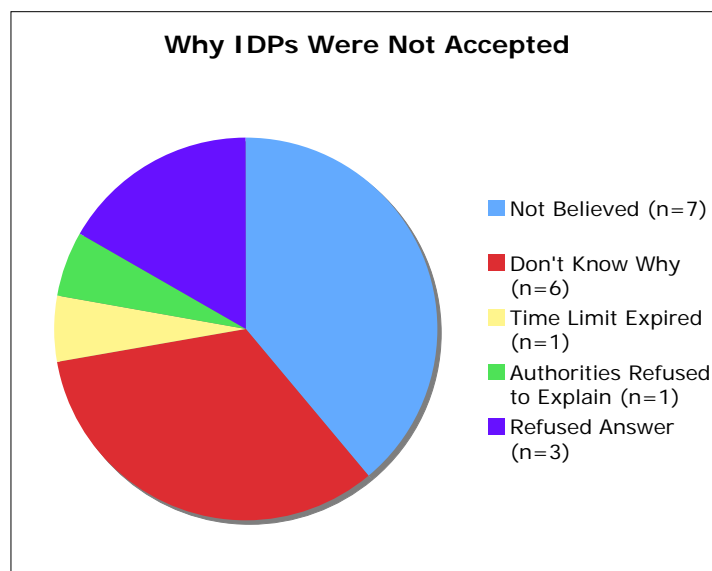 Why IDPs Were Not Accepted
Not Believed (n=7)
Don't Know Why
(n=6)
Time Limit Expired
(n=1)
Authorities Refused
to Explain (n=1)
Refused Answer
(n=3)